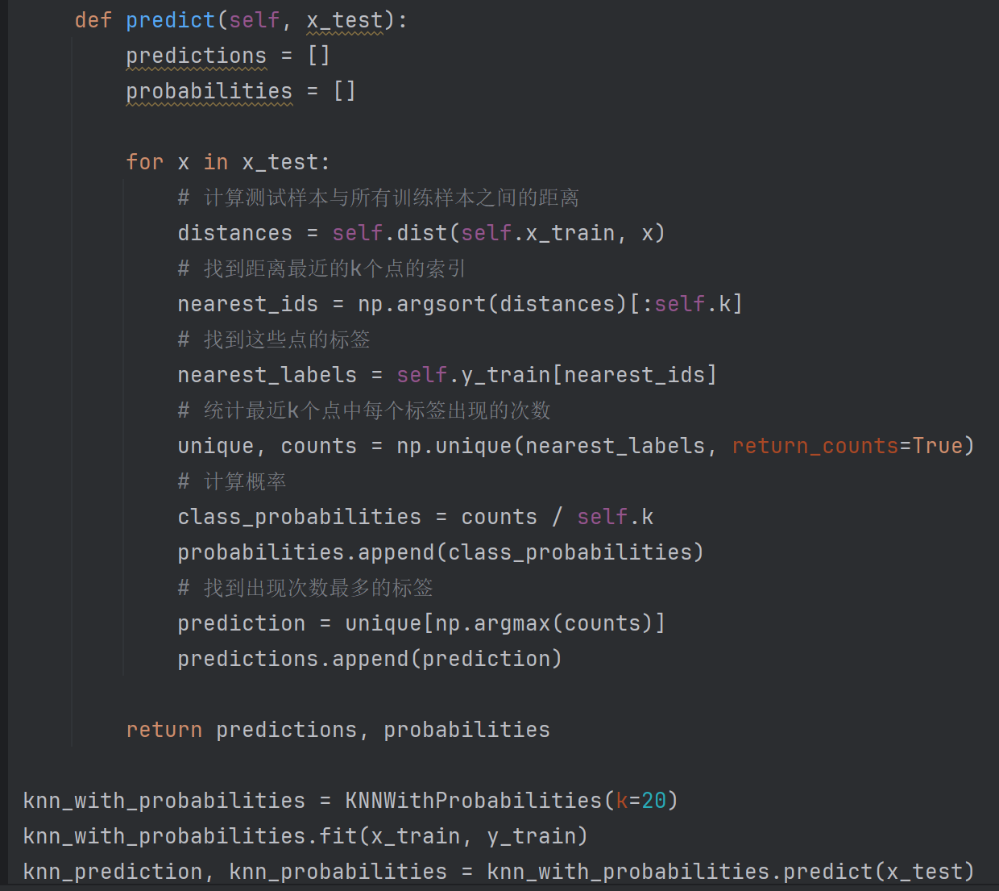 def predict(self, x_test):
predictions = []
probabilities = []
for x in x_test:
# 计算测试样本与所有训练样本之间的距离
distances = self.dist(self.x_train, x)
# 找到距离最近的k个点的索引
nearest_ids = np.argsort(distances)[:self.k]
# 找到这些点的标签
nearest_labels = self.y_train[nearest_ids]
# 统计最近k个点中每个标签出现的次数
unique, counts = np.unique(nearest_labels, return_counts=True)
# 计算概率
class_probabilities = counts / self.k
probabilities.append(class_probabilities)
# 找到出现次数最多的标签
prediction = unique[np.argmax(counts)]
predictions.append(prediction)
return predictions, probabilities
knn_with_probabilities = KNNWithProbabilities(k=20)
knn_with_probabilities.fit(x_train, y_train)
knn_prediction, knn_probabilities = knn_with_probabilities.predict(x_test)